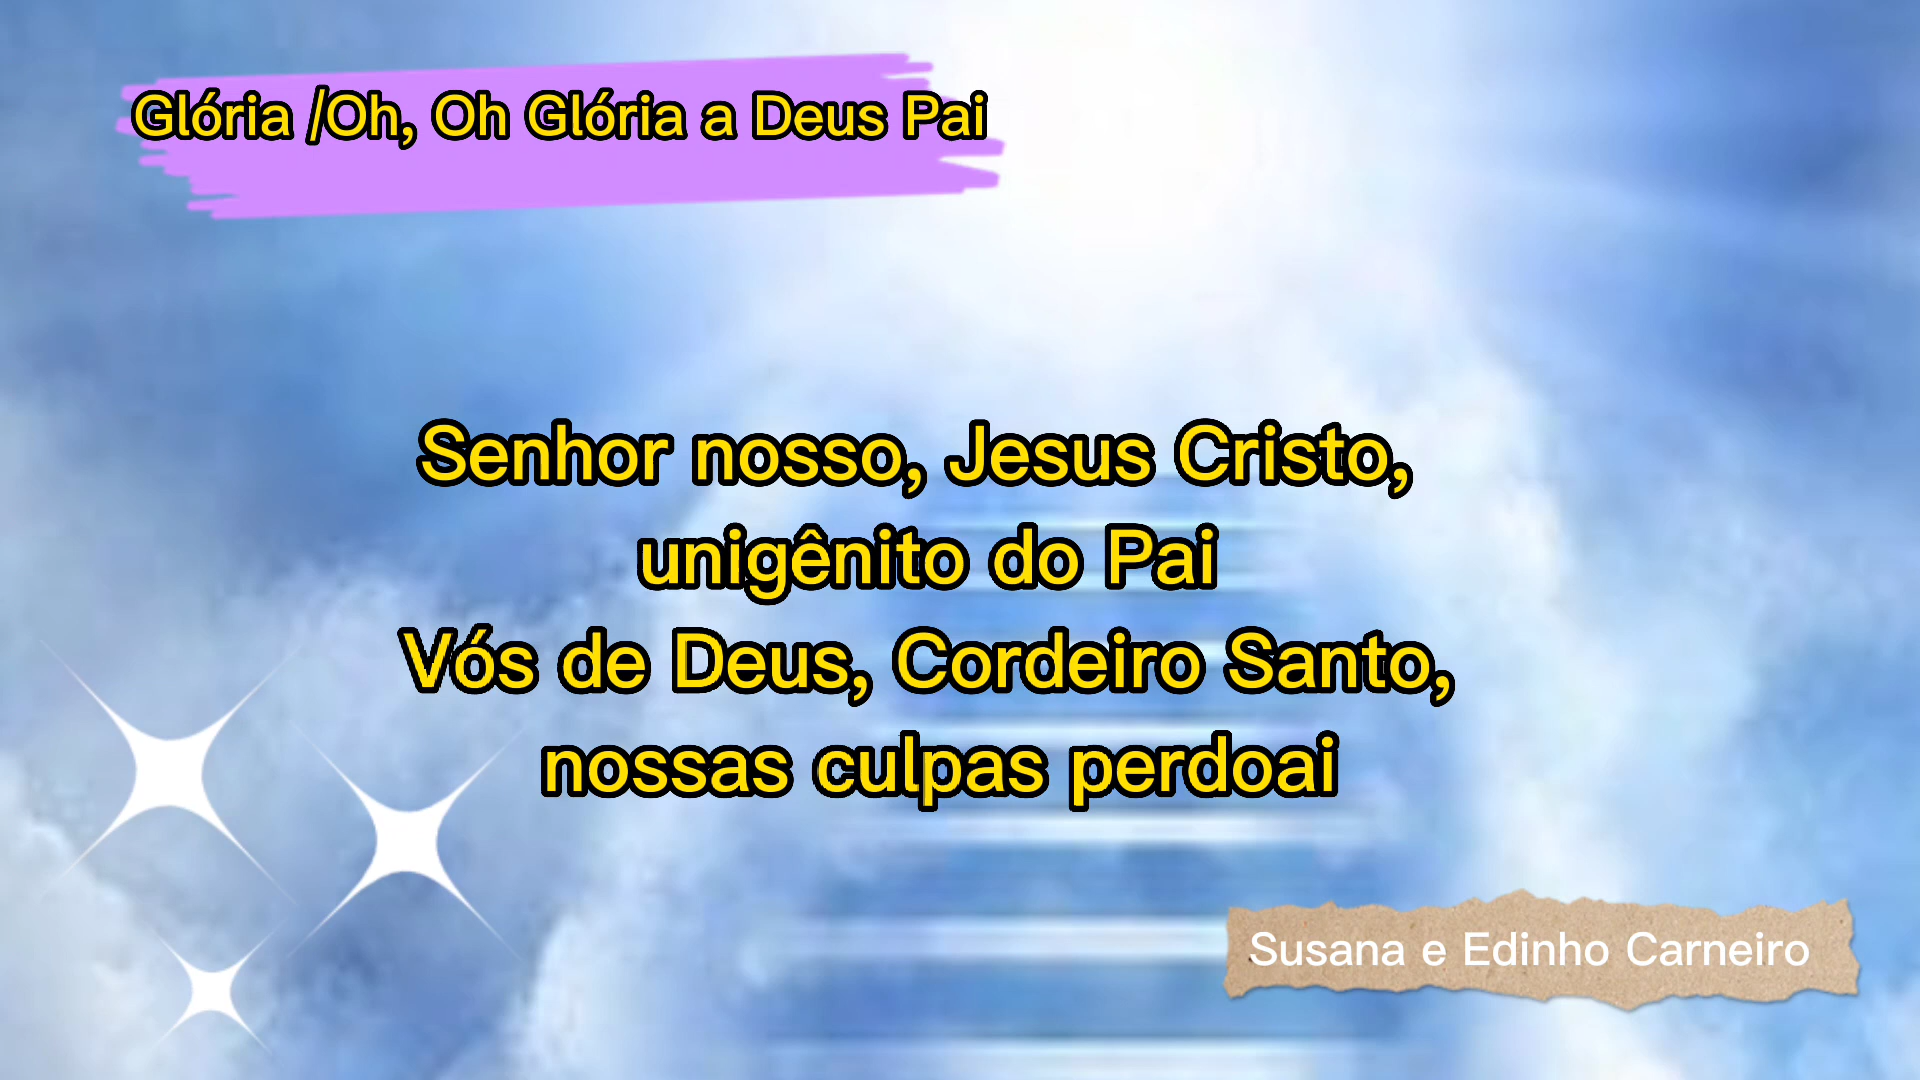 Glória /Oh, Oh Glória a Deus Pai
Senhor nosso, Jesus Cristo,
unigênito do Pai
Vós de Deus, Cordeiro Santo,
nossas culpas perdoai
Susana e Edinho Carneiro